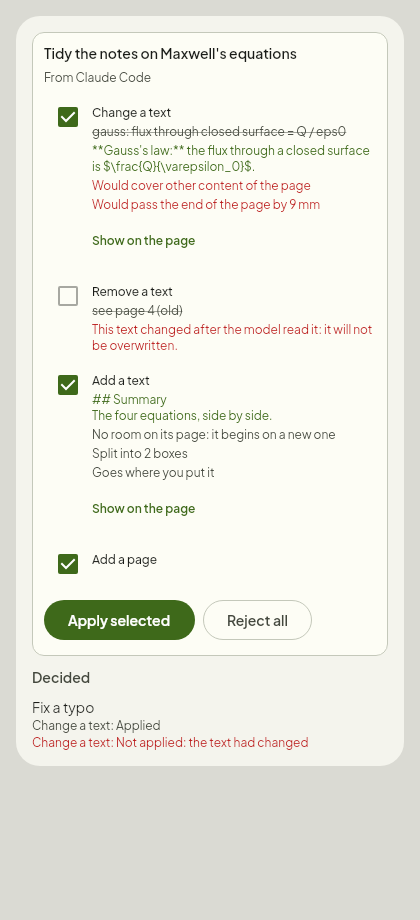 Tidy the notes on Maxwell's equations
From Claude Code
Change a text
gauss: flux through closed surface = Q / eps0
**Gauss's law:** the flux through a closed surface
is $\frac{Q}{\varepsilon_0}$.
Would cover other content of the page
Would pass the end of the page by 9 mm
Show on the page
Remove a text
see page 4 (old)
This text changed after the model read it: it will not
be overwritten.
Add a text
## Summary
The four equations, side by side.
No room on its page: it begins on a new one
Split into 2 boxes
Goes where you put it
Show on the page
Add a page
Apply selected
Reject all
Decided
Fix a typo
Change a text: Applied
Change a text: Not applied: the text had changed